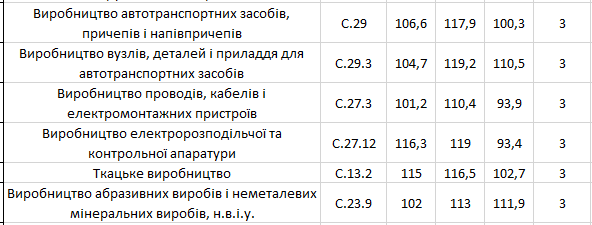 Виробництво автотранспортних засобів,
причепів і напівпричепів
C.29 106,6 117,9 100,3 3
Виробництво вузлів, деталей і приладдя для
автотранспортних засобів
C.29.3 104,7 119,2 110,5 3
Виробництво проводів, кабелів і
електромонтажних пристроїв
C.27.3 101,2 110,4 93,9 3
Виробництво електророзподільчої та
контрольної апаратури
C.27.12 116,3 119 93,4 3
Ткацьке виробництво C.13.2 115 116,5 102,7 3
Виробництво абразивних виробів і неметалевих
мінеральних виробів, н.в.і.у.
C.23.9 102 113 111,9 3